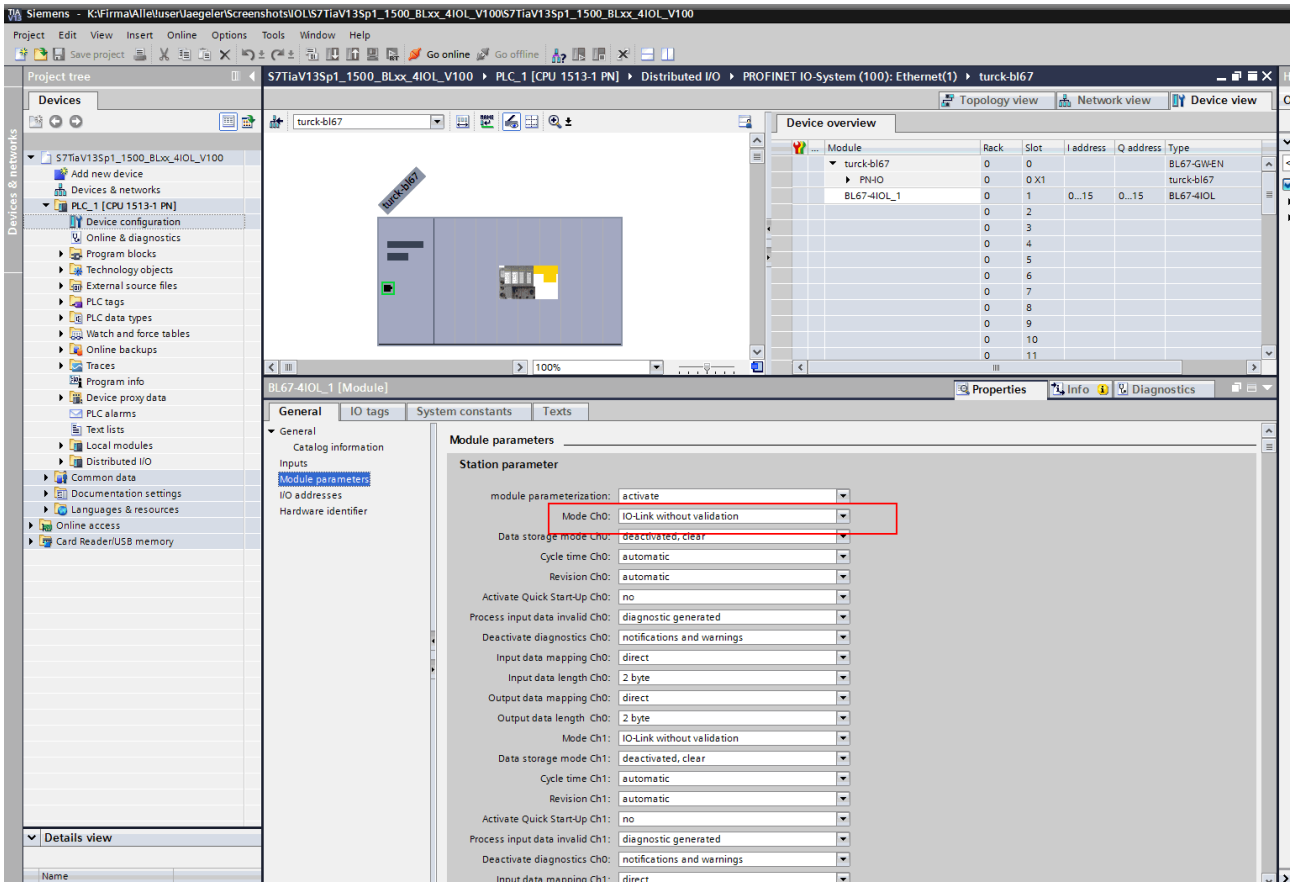 Siemens - K:\Firma\Alle\!user\Jaegeler\Screenshots\IOL\S7TiaV13Sp1_1500_BLxx_4IOL_V100\S7TiaV13Sp1_1500_BLxx_4IOL_V100
Project Edit View Insert Online Options Tools Window Help
Save project Go online Go offline
Project tree
S7TiaV13Sp1_1500_BLxx_4IOL_V100 PLC_1 [CPU 1513-1 PN] Distributed I/O PROFINET IO-System (100): Ethernet(1) turck-bl67
Devices
Topology view Network view Device view
Devices & networks
turck-bl67
Device overview
... Module Rack Slot I address Q address Type
turck-bl67 0 0 BL67-GW-EN
PN-IO 0 0 X1 turck-bl67
BL67-4IOL_1 0 1 0...15 0...15 BL67-4IOL
0 2
0 3
0 4
0 5
0 6
0 7
0 8
0 9
0 10
0 11
turck-bl67
100%
S7TiaV13Sp1_1500_BLxx_4IOL_V100
Add new device
Devices & networks
PLC_1 [CPU 1513-1 PN]
Device configuration
Online & diagnostics
Program blocks
Technology objects
External source files
PLC tags
PLC data types
Watch and force tables
Online backups
Traces
Program info
Device proxy data
PLC alarms
Text lists
Local modules
Distributed I/O
Common data
Documentation settings
Languages & resources
Online access
Card Reader/USB memory
Details view
Name
BL67-4IOL_1 [Module]
Properties Info Diagnostics
General IO tags System constants Texts
General
Catalog information
Inputs
Module parameters
I/O addresses
Hardware identifier
Module parameters
Station parameter
module parameterization: activate
Mode Ch0: IO-Link without validation
Data storage mode Ch0: deactivated, clear
Cycle time Ch0: automatic
Revision Ch0: automatic
Activate Quick Start-Up Ch0: no
Process input data invalid Ch0: diagnostic generated
Deactivate diagnostics Ch0: notifications and warnings
Input data mapping Ch0: direct
Input data length Ch0: 2 byte
Output data mapping Ch0: direct
Output data length Ch0: 2 byte
Mode Ch1: IO-Link without validation
Data storage mode Ch1: deactivated, clear
Cycle time Ch1: automatic
Revision Ch1: automatic
Activate Quick Start-Up Ch1: no
Process input data invalid Ch1: diagnostic generated
Deactivate diagnostics Ch1: notifications and warnings
Input data mapping Ch1: direct